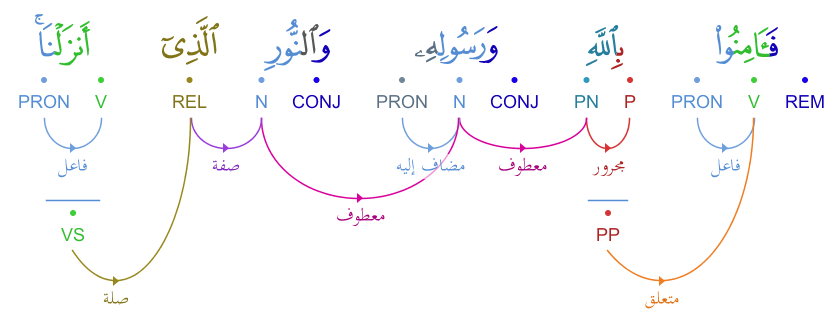 فَـَٔامِنُوا۟ بِٱللَّهِ وَرَسُولِهِۦ وَٱلنُّورِ ٱلَّذِىٓ أَنزَلْنَا ۚ
PRON V REL N CONJ PRON N CONJ PN P PRON V REM
فاعل مجرور معطوف مضاف إليه صفة فاعل
معطوف
PP VS
متعلق صلة